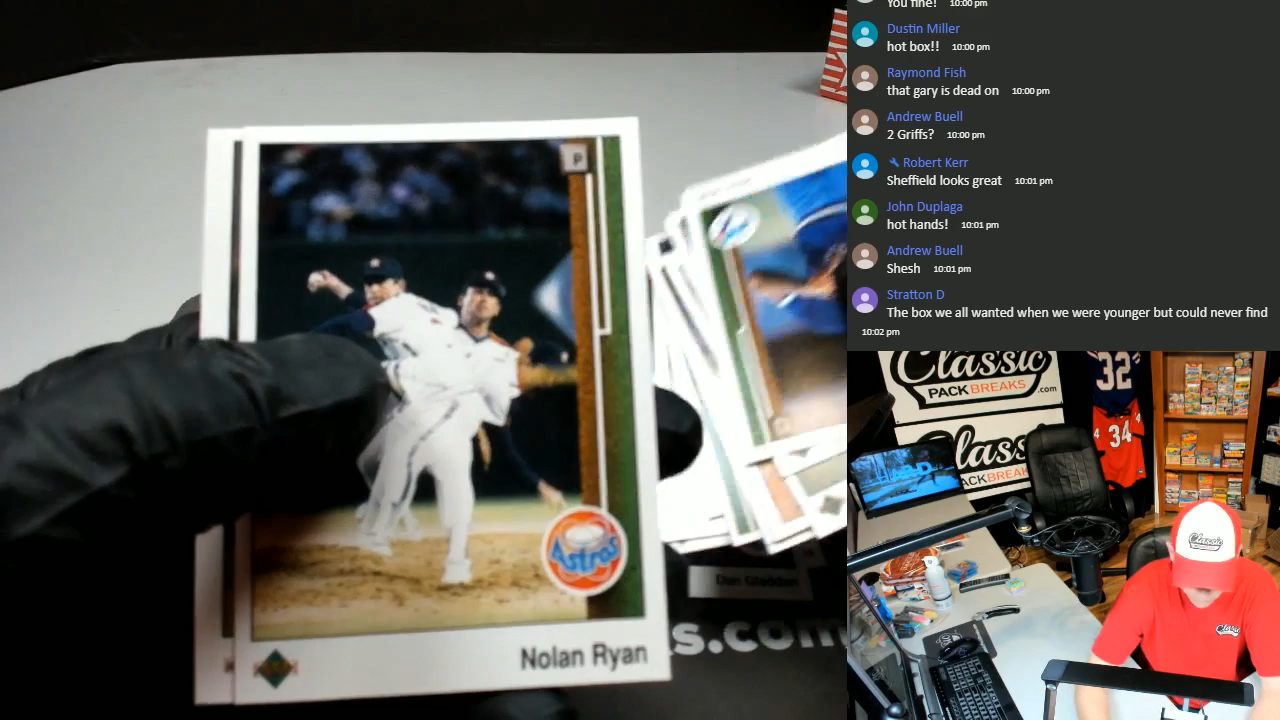 You fine! 10:00 pm
Dustin Miller
hot box!! 10:00 pm
Raymond Fish
that gary is dead on 10:00 pm
Andrew Buell
2 Griffs? 10:00 pm
Robert Kerr
Sheffield looks great 10:01 pm
John Duplaga
hot hands! 10:01 pm
Andrew Buell
Shesh 10:01 pm
Stratton D
The box we all wanted when we were younger but could never find
10:02 pm
P
Astros
Nolan Ryan
Dan Gladden
s.com
Classic
PACKBREAKS.com
Class
ACKBREAK
32
34
Classic